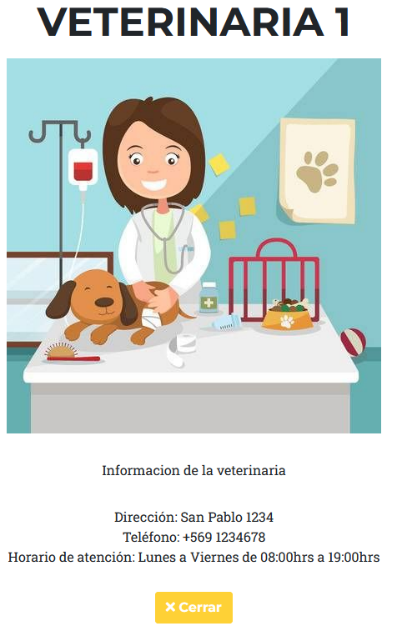 VETERINARIA 1
Informacion de la veterinaria
Dirección: San Pablo 1234
Teléfono: +569 1234678
Horario de atención: Lunes a Viernes de 08:00hrs a 19:00hrs
× Cerrar